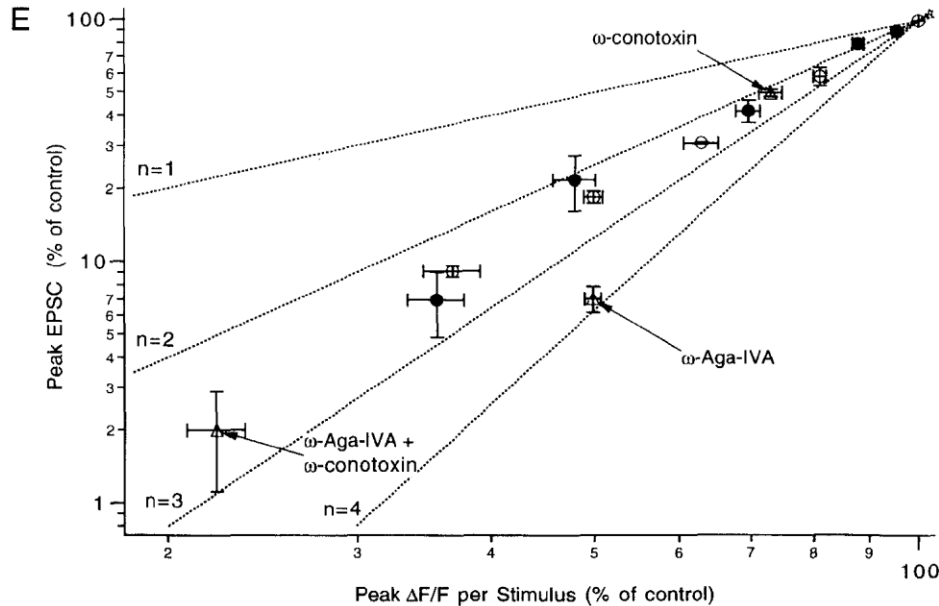 E
100
7
6
5
4
3
2
10
7
6
5
4
3
2
1
Peak EPSC (% of control)
n=1
n=2
n=3
n=4
ω-conotoxin
ω-Aga-IVA
ω-Aga-IVA +
ω-conotoxin
2
3
4
5
6
7
8
9
100
Peak ΔF/F per Stimulus (% of control)